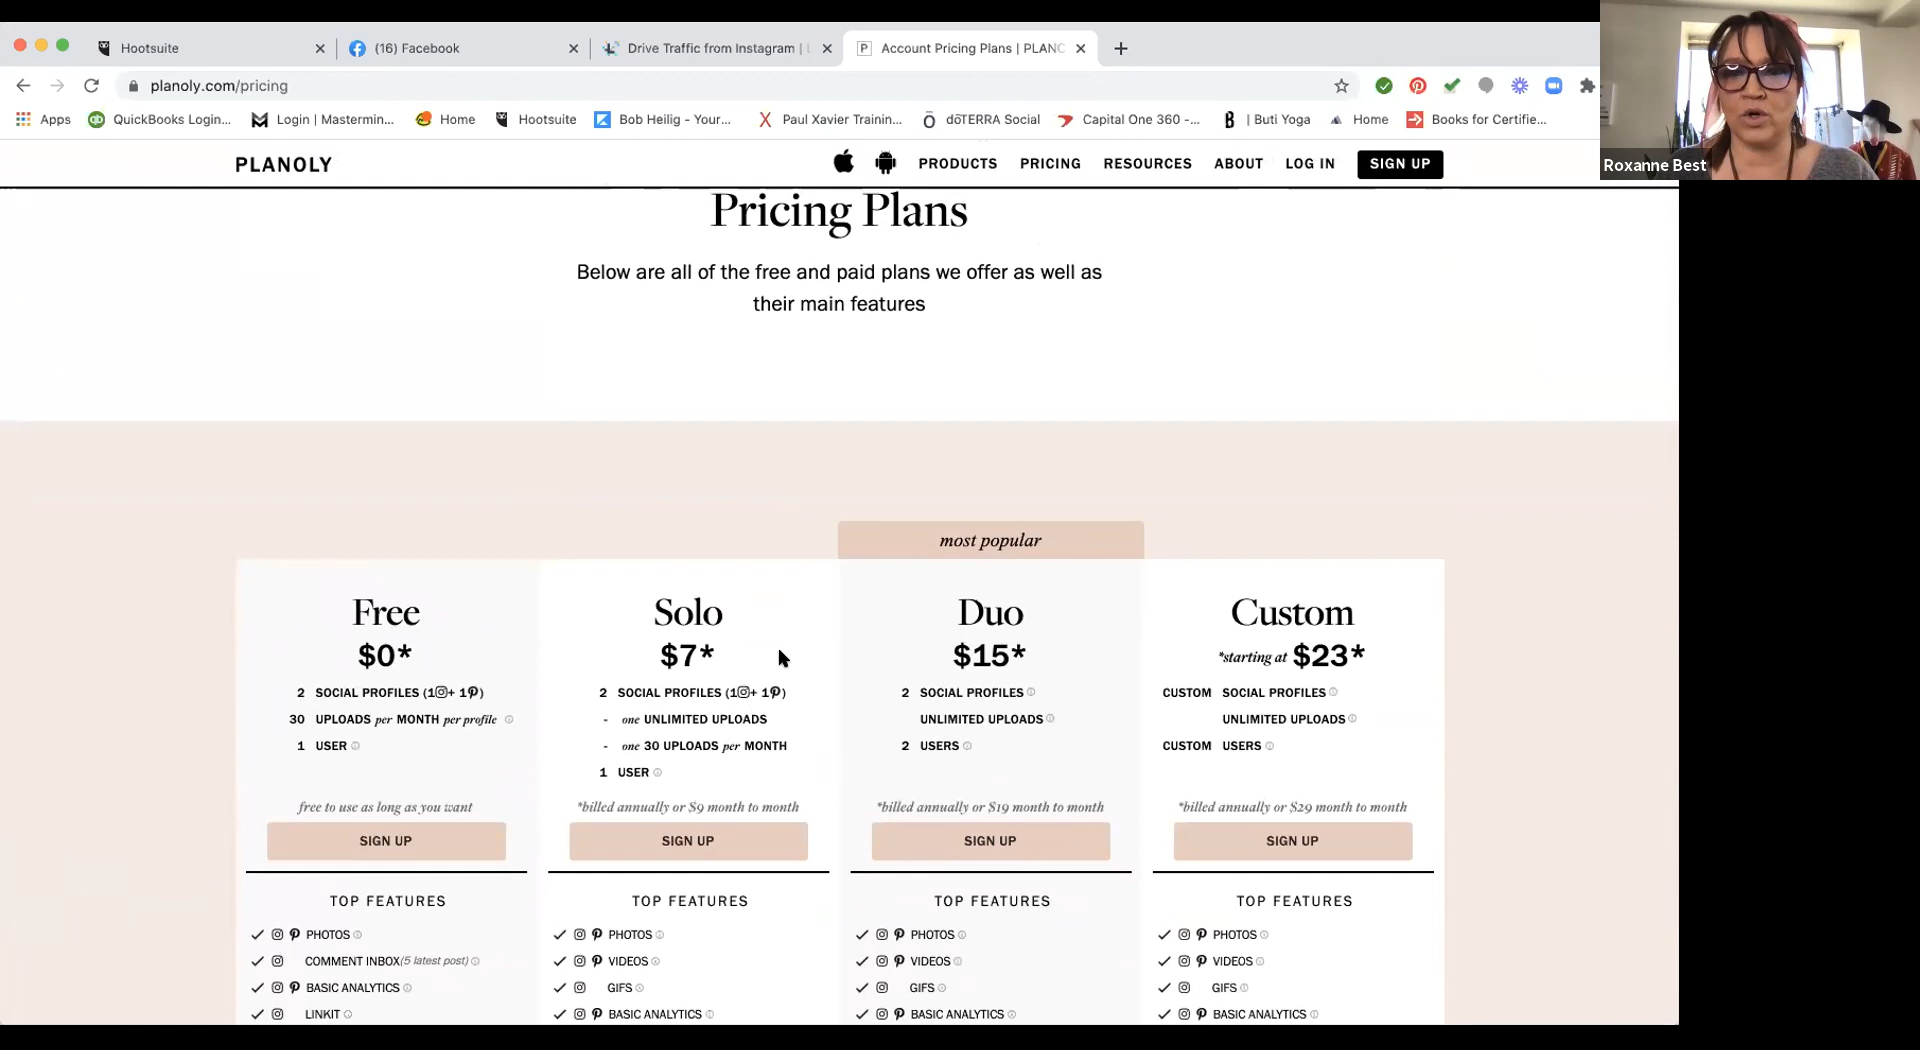 Hootsuite
(16) Facebook
Drive Traffic from Instagram |
Account Pricing Plans | PLANO
planoly.com/pricing
Apps
QuickBooks Login...
Login | Mastermin...
Home
Hootsuite
Bob Heilig - Your...
Paul Xavier Trainin...
dōTERRA Social
Capital One 360 -...
| Buti Yoga
Home
Books for Certifie...
Roxanne Best
PLANOLY
PRODUCTS
PRICING
RESOURCES
ABOUT
LOG IN
SIGN UP
Pricing Plans
Below are all of the free and paid plans we offer as well as
their main features
most popular
Free
$0*
2 SOCIAL PROFILES (1 + 1 )
30 UPLOADS per MONTH per profile
1 USER
free to use as long as you want
SIGN UP
TOP FEATURES
PHOTOS
COMMENT INBOX (5 latest post)
BASIC ANALYTICS
LINKIT
Solo
$7*
2 SOCIAL PROFILES (1 + 1 )
- one UNLIMITED UPLOADS
- one 30 UPLOADS per MONTH
1 USER
*billed annually or $9 month to month
SIGN UP
TOP FEATURES
PHOTOS
VIDEOS
GIFS
BASIC ANALYTICS
Duo
$15*
2 SOCIAL PROFILES
UNLIMITED UPLOADS
2 USERS
*billed annually or $19 month to month
SIGN UP
TOP FEATURES
PHOTOS
VIDEOS
GIFS
BASIC ANALYTICS
Custom
*starting at $23*
CUSTOM SOCIAL PROFILES
UNLIMITED UPLOADS
CUSTOM USERS
*billed annually or $29 month to month
SIGN UP
TOP FEATURES
PHOTOS
VIDEOS
GIFS
BASIC ANALYTICS